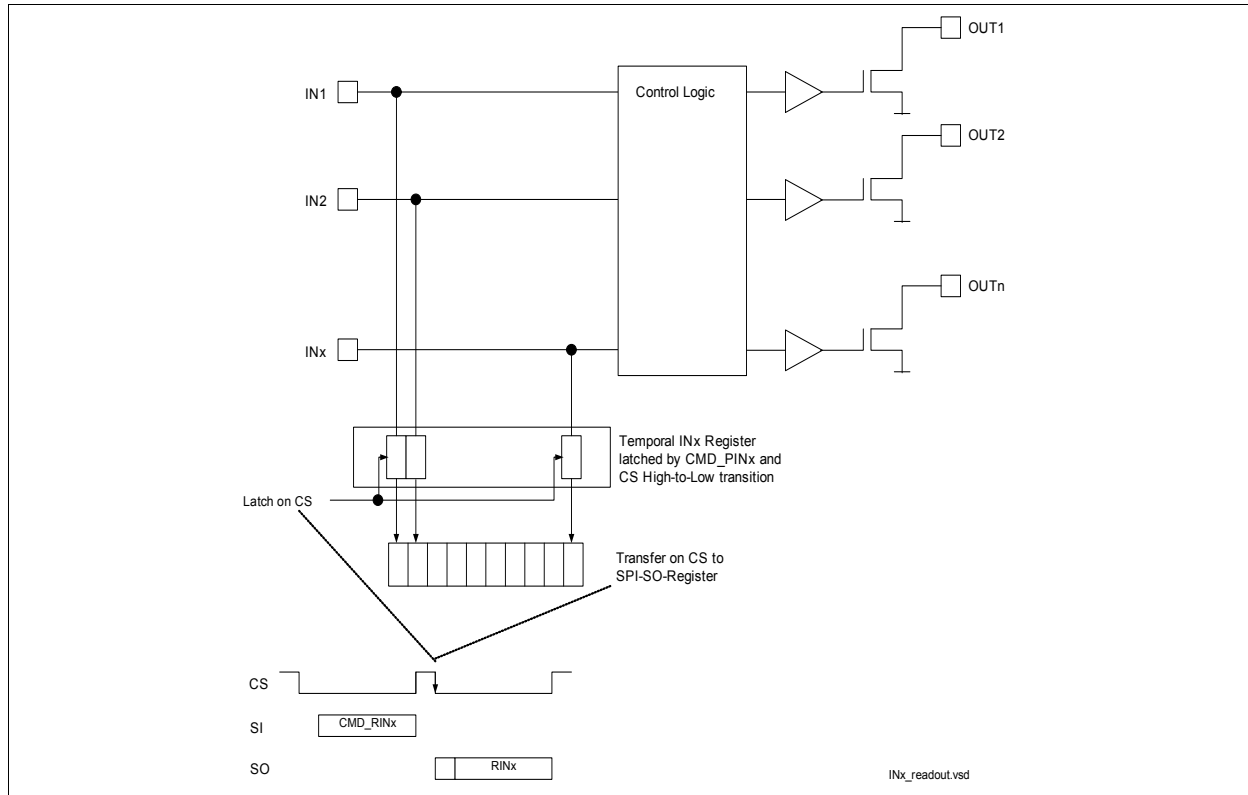 OUT1
IN1
Control Logic
OUT2
IN2
OUTn
INx
Temporal INx Register
latched by CMD_PINx and
CS High-to-Low transition
Latch on CS
Transfer on CS to
SPI-SO-Register
CS
SI
CMD_RINx
SO
RINx
INx_readout.vsd